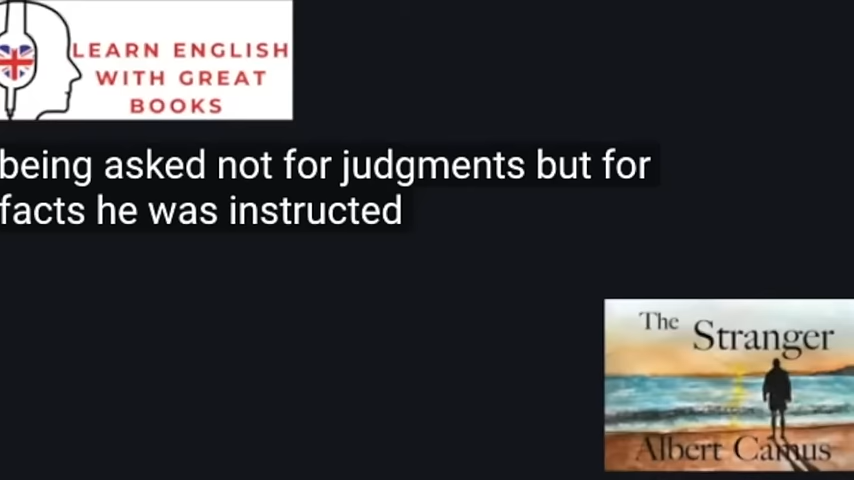 LEARN ENGLISH
WITH GREAT
BOOKS
being asked not for judgments but for
facts he was instructed
The Stranger
Albert Camus